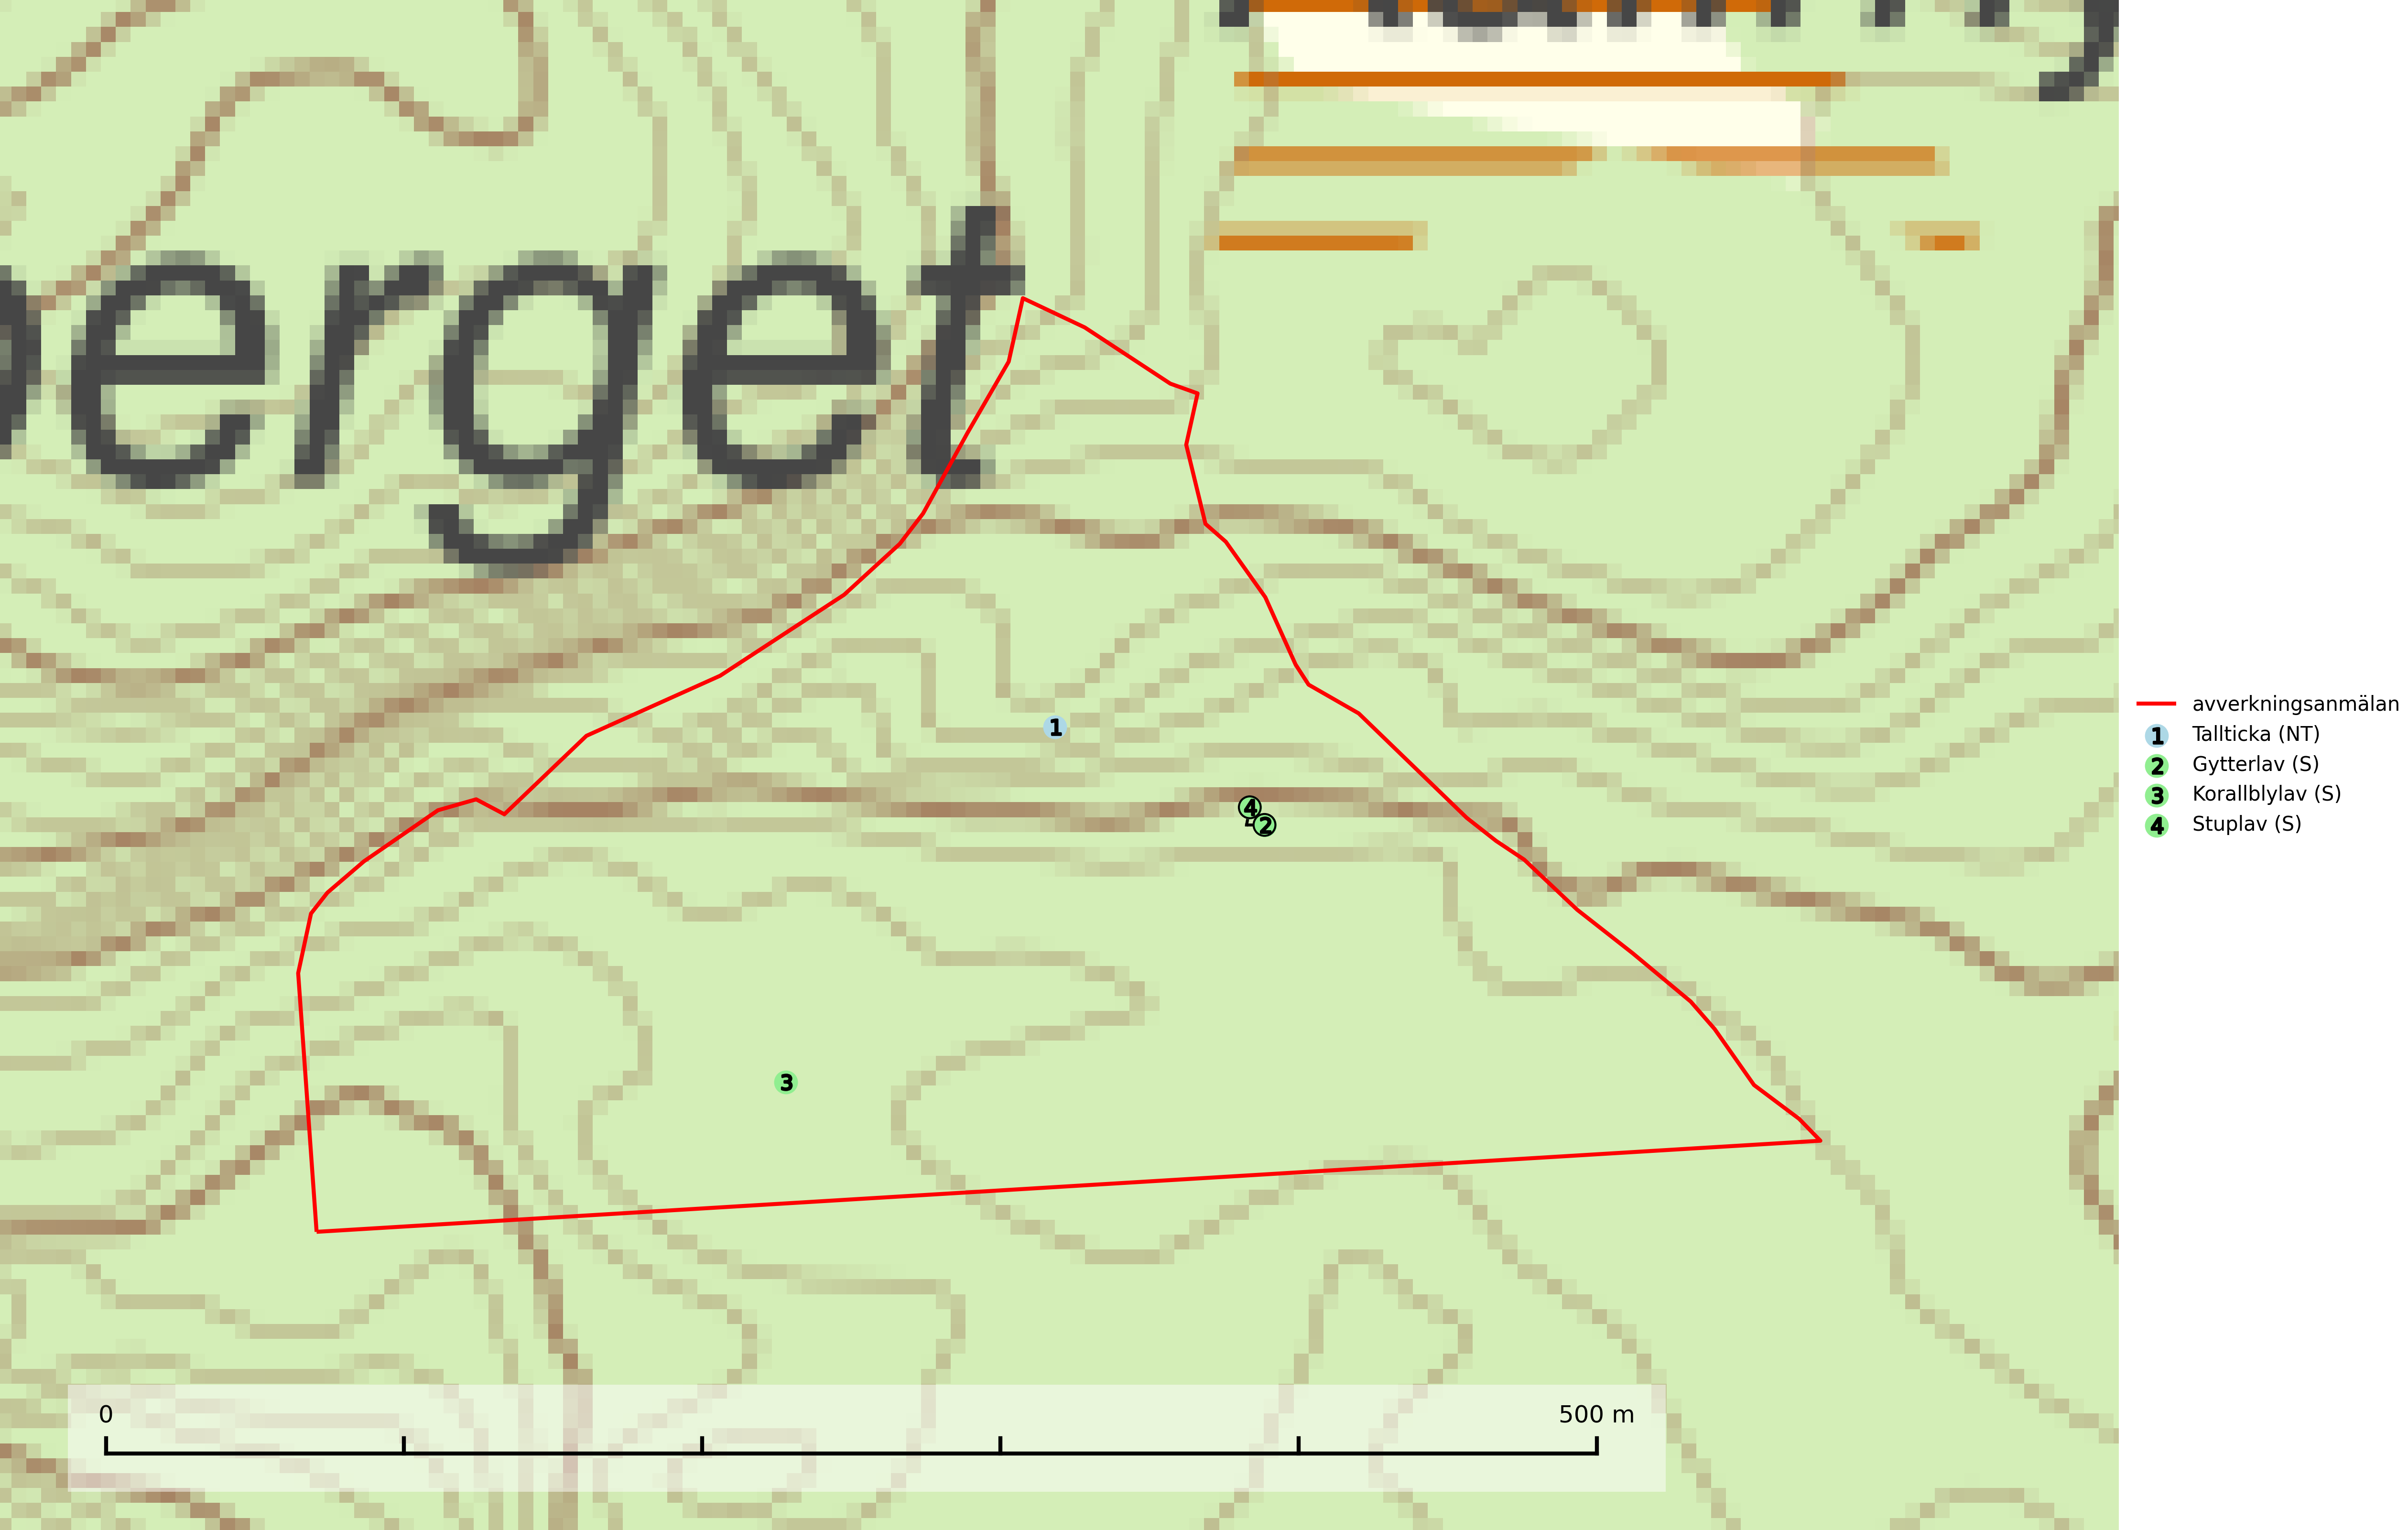 erget
avverkningsanmälan
1 Tallticka (NT)
2 Gytterlav (S)
3 Korallblylav (S)
4 Stuplav (S)
1
4
2
3
0 500 m